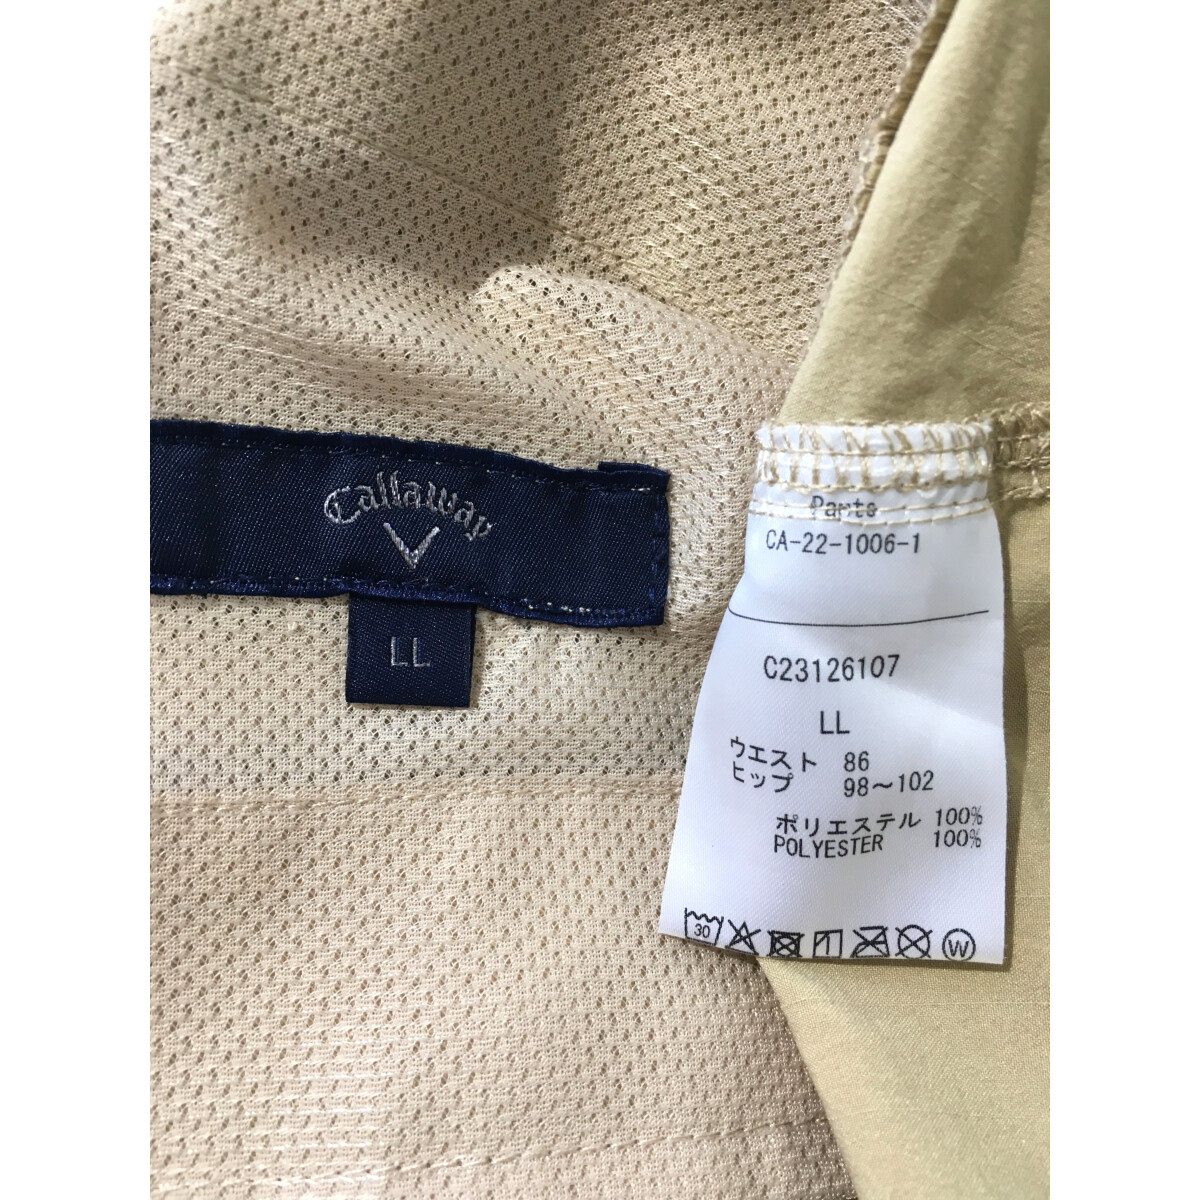 Callaway
LL
Parts
CA-22-1006-1
C23126107
LL
ウエスト 86
ヒップ 98～102
ポリエステル 100%
POLYESTER 100%
30
W